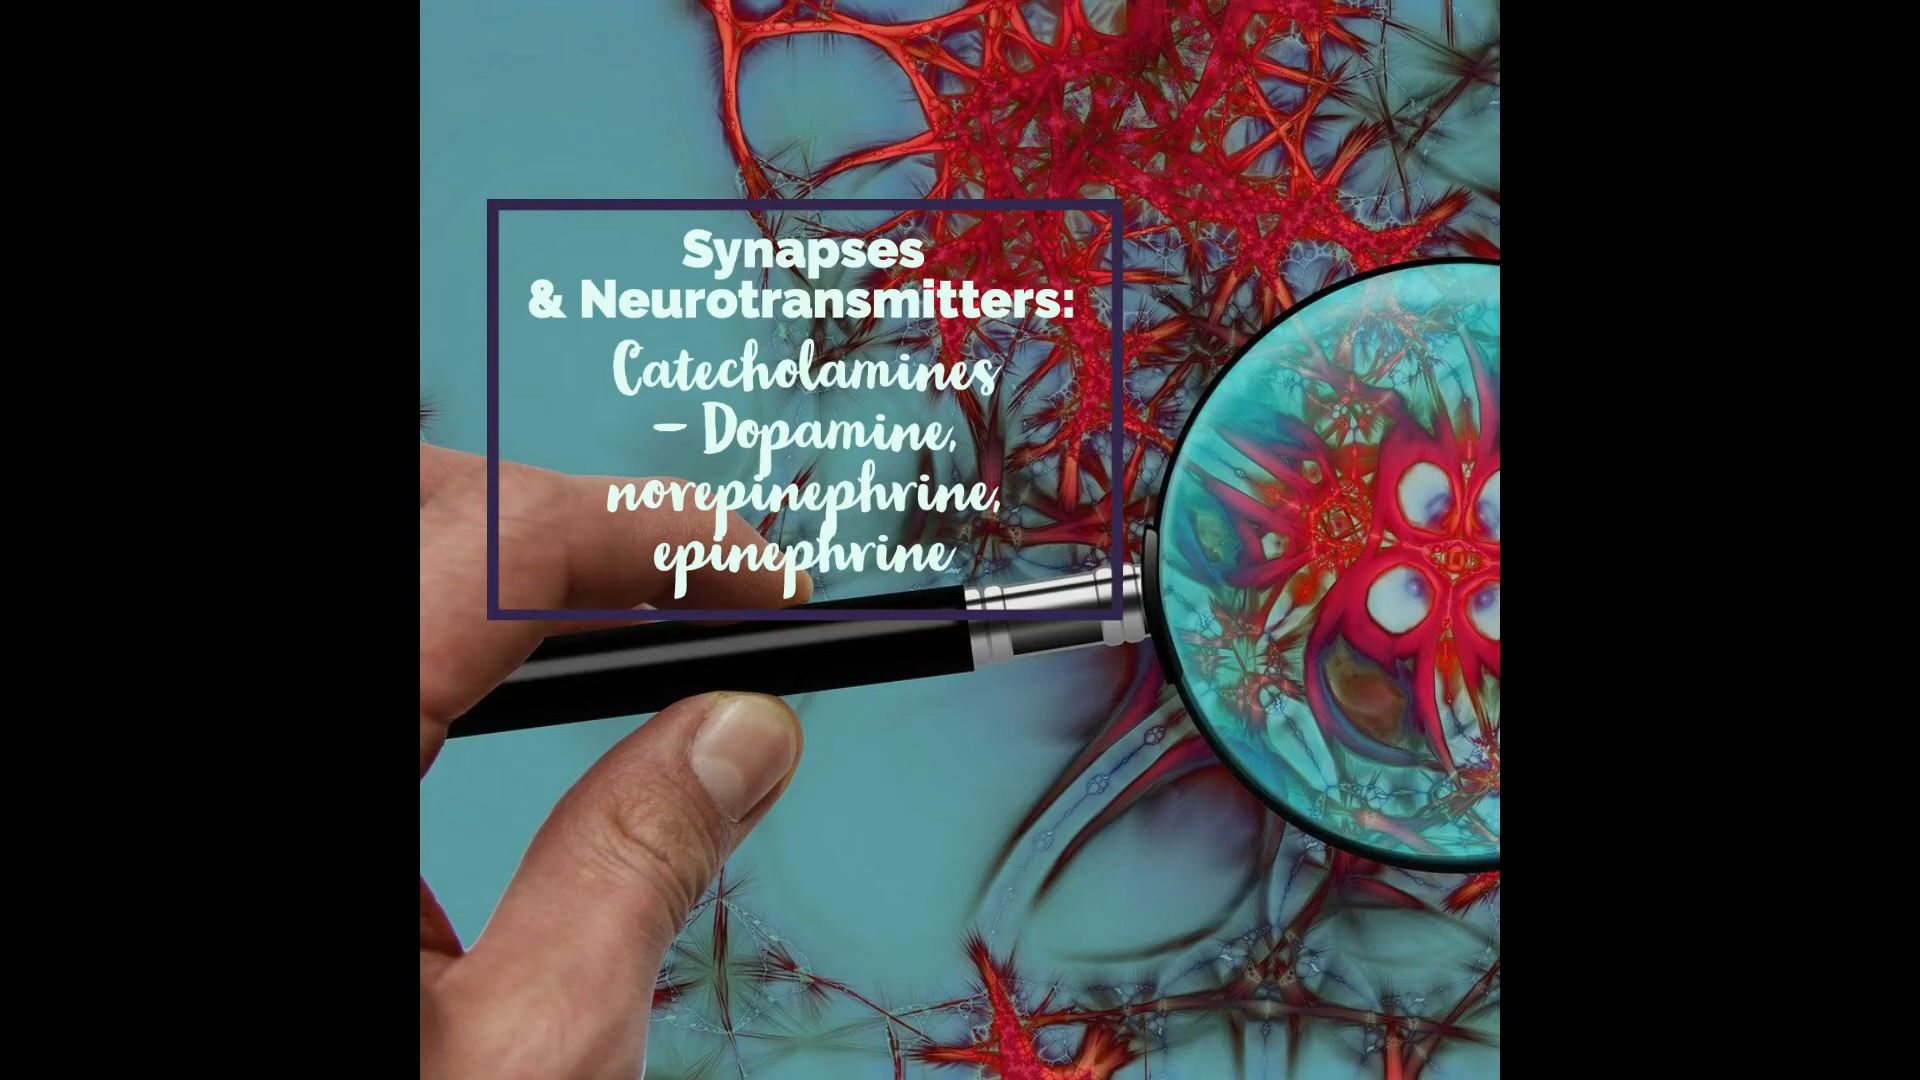 Synapses
& Neurotransmitters:
Catecholamines
- Dopamine,
norepinephrine,
epinephrine